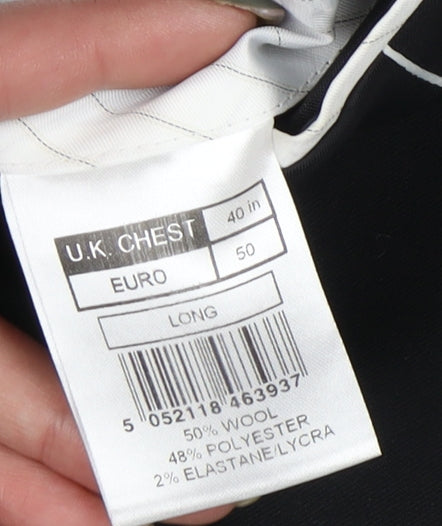 U.K. CHEST 40 in
EURO 50
LONG
5 052118 463937
50% WOOL
48% POLYESTER
2% ELASTANE/LYCRA